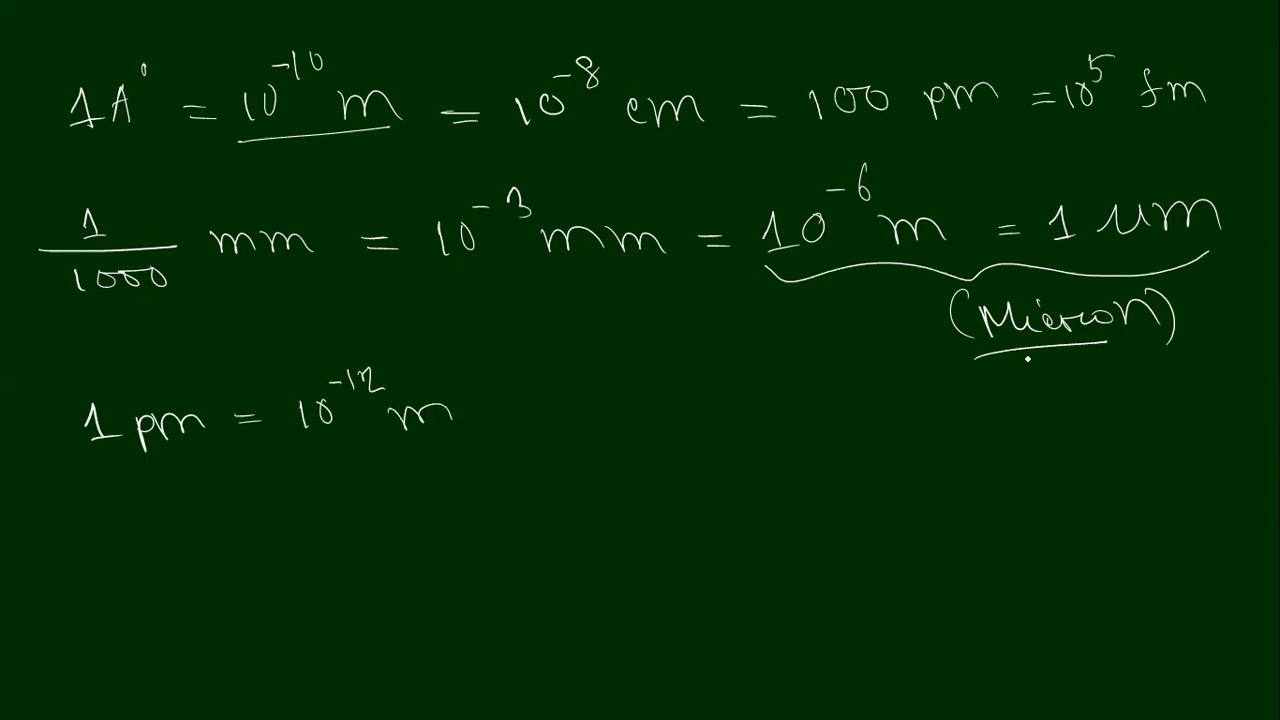 1A° = 10⁻¹⁰ m = 10⁻⁸ cm = 100 pm = 10⁵ fm
1/1000 mm = 10⁻³ mm = 10⁻⁶ m = 1 μm
(Micron)
1 pm = 10⁻¹² m